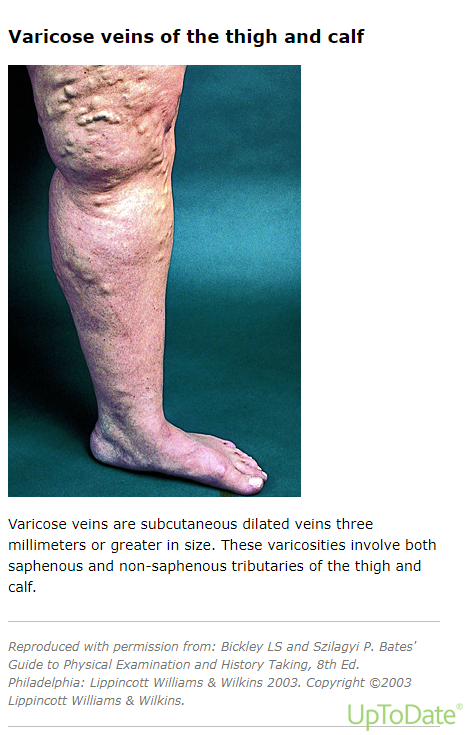 Varicose veins of the thigh and calf
Varicose veins are subcutaneous dilated veins three
millimeters or greater in size. These varicosities involve both
saphenous and non-saphenous tributaries of the thigh and
calf.
Reproduced with permission from: Bickley LS and Szilagyi P. Bates'
Guide to Physical Examination and History Taking, 8th Ed.
Philadelphia: Lippincott Williams & Wilkins 2003. Copyright ©2003
Lippincott Williams & Wilkins.
UpToDate®